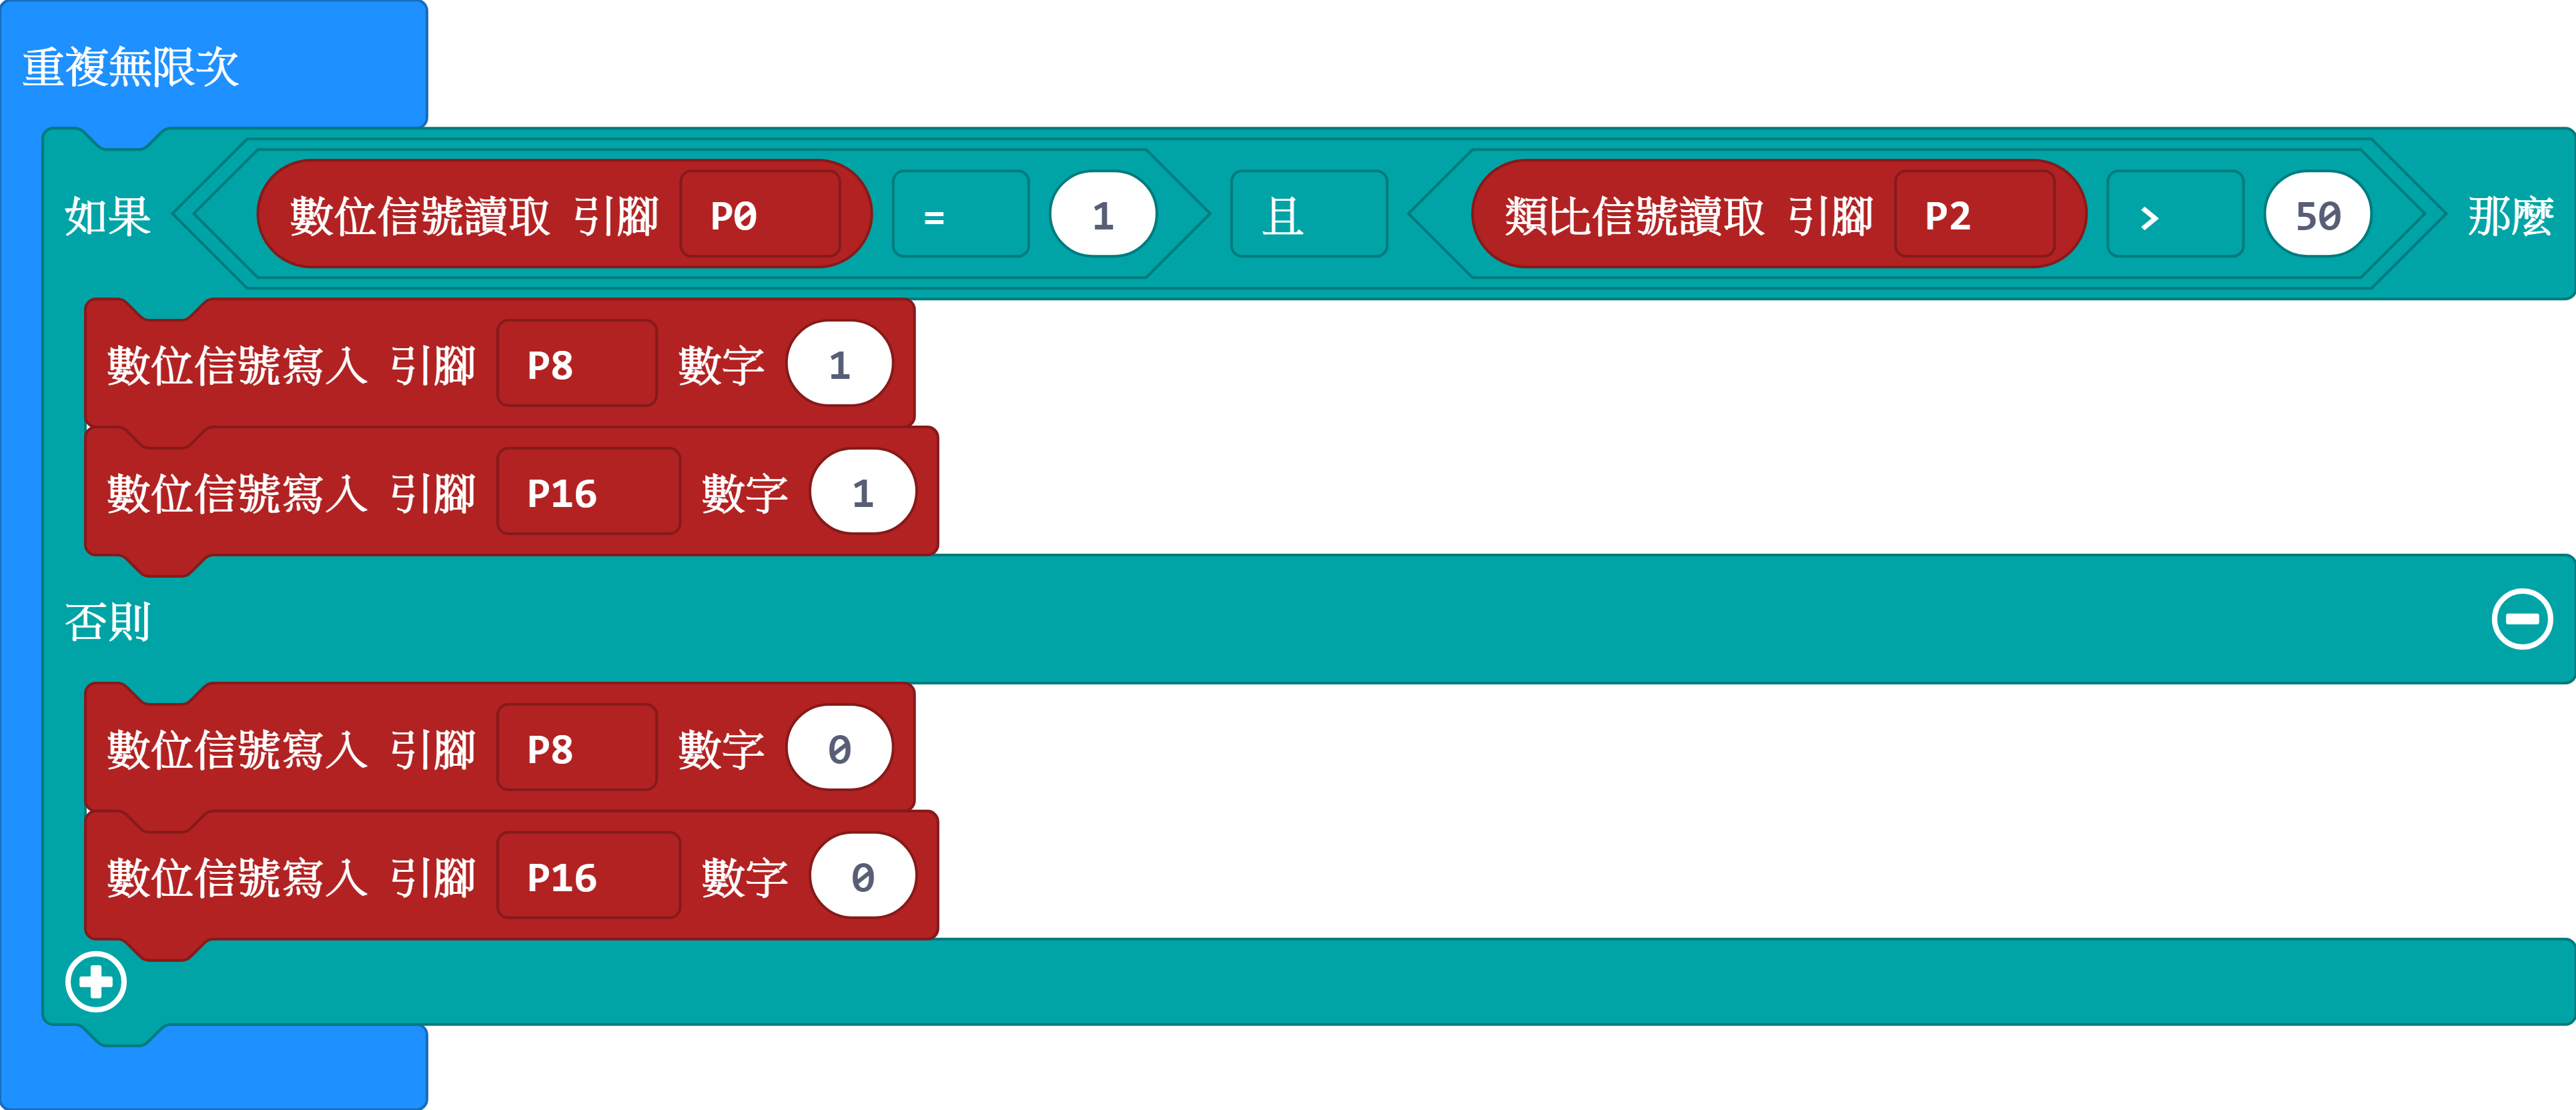 重複無限次
如果 數位信號讀取 引腳 P0 = 1 且 類比信號讀取 引腳 P2 > 50 那麼
數位信號寫入 引腳 P8 數字 1
數位信號寫入 引腳 P16 數字 1
否則
數位信號寫入 引腳 P8 數字 0
數位信號寫入 引腳 P16 數字 0